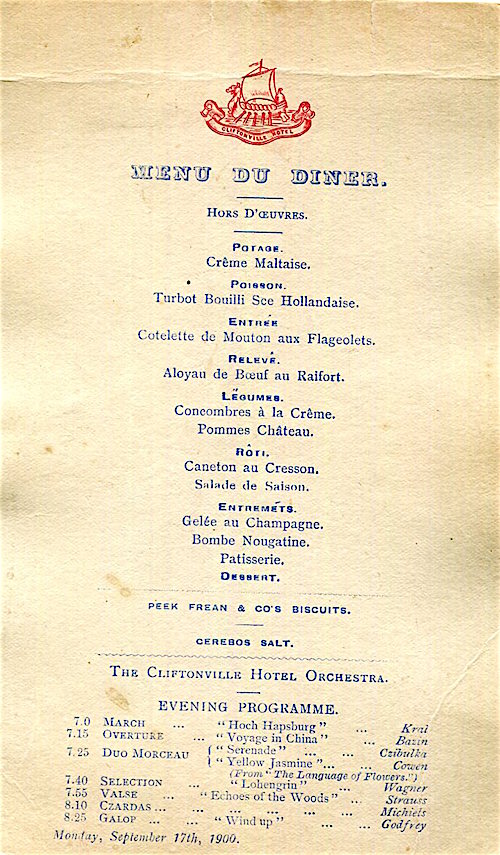 CLIFTONVILLE HOTEL
MENU DU DINER.
HORS D'ŒUVRES.
POTAGE.
Crême Maltaise.
POISSON.
Turbot Bouilli Sce Hollandaise.
ENTRÉE
Cotelette de Mouton aux Flageolets.
RELEVÉ.
Aloyau de Bœuf au Raifort.
LÉGUMES.
Concombres à la Crême.
Pommes Château.
RÔTI.
Caneton au Cresson.
Salade de Saison.
ENTREMÉTS.
Gelée au Champagne.
Bombe Nougatine.
Patisserie.
DESSERT.
PEEK FREAN & CO'S BISCUITS.
CEREBOS SALT.
THE CLIFTONVILLE HOTEL ORCHESTRA.
EVENING PROGRAMME.
7.0 MARCH ... "Hoch Hapsburg" ... Kral
7.15 OVERTURE ... "Voyage in China" ... Bazin
7.25 DUO MORCEAU { "Serenade" ... ... Czibulka
{ "Yellow Jasmine"... ... Cowen
(From "The Language of Flowers.")
7.40 SELECTION ... "Lohengrin" ... Wagner
7.55 VALSE ... "Echoes of the Woods" ... Strauss
8.10 CZARDAS ... ... ... ... ... Michiels
8.25 GALOP ... ... "Wind up" ... ... Godfrey
Monday, September 17th, 1900.